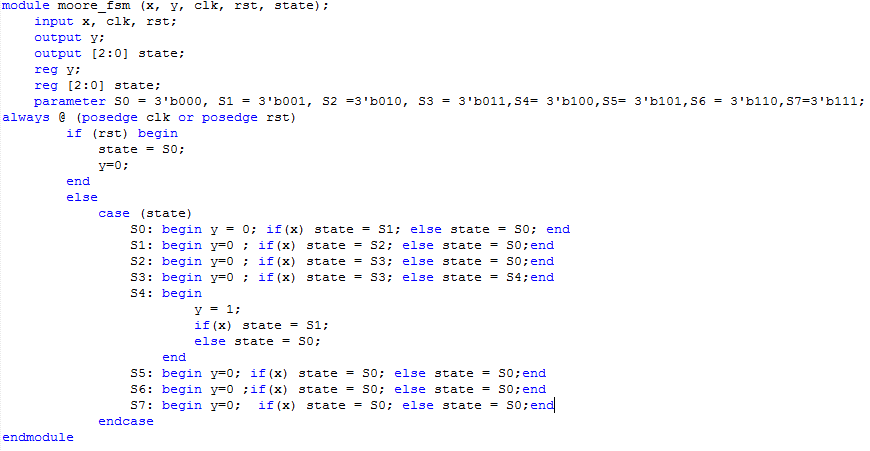 module moore_fsm (x, y, clk, rst, state);
    input x, clk, rst;
    output y;
    output [2:0] state;
    reg y;
    reg [2:0] state;
    parameter S0 = 3'b000, S1 = 3'b001, S2 =3'b010, S3 = 3'b011,S4= 3'b100,S5= 3'b101,S6 = 3'b110,S7=3'b111;
always @ (posedge clk or posedge rst)
        if (rst) begin
            state = S0;
            y=0;
        end
        else
            case (state)
                S0: begin y = 0; if(x) state = S1; else state = S0; end
                S1: begin y=0 ; if(x) state = S2; else state = S0;end
                S2: begin y=0 ; if(x) state = S3; else state = S0;end
                S3: begin y=0 ; if(x) state = S3; else state = S4;end
                S4: begin
                        y = 1;
                        if(x) state = S1;
                        else state = S0;
                    end
                S5: begin y=0; if(x) state = S0; else state = S0;end
                S6: begin y=0 ;if(x) state = S0; else state = S0;end
                S7: begin y=0;  if(x) state = S0; else state = S0;end
            endcase
endmodule